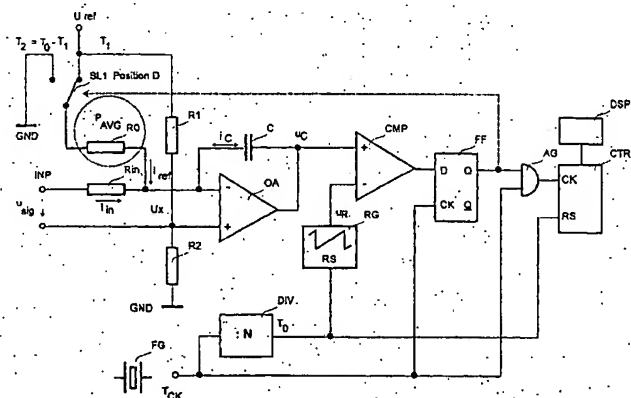 U ref
T2 = T0 - T1
T1
SL1 Position D
GND
PAVG
R0
R1
iC
C
uC
CMP
FF
DSP
AG
CTR
INP
Rin
Iref
OA
D
Q
CK
RS
usig
Iin
Ux
uR
RG
CK
Q
RS
R2
GND
DIV
: N
T0
FG
TCK